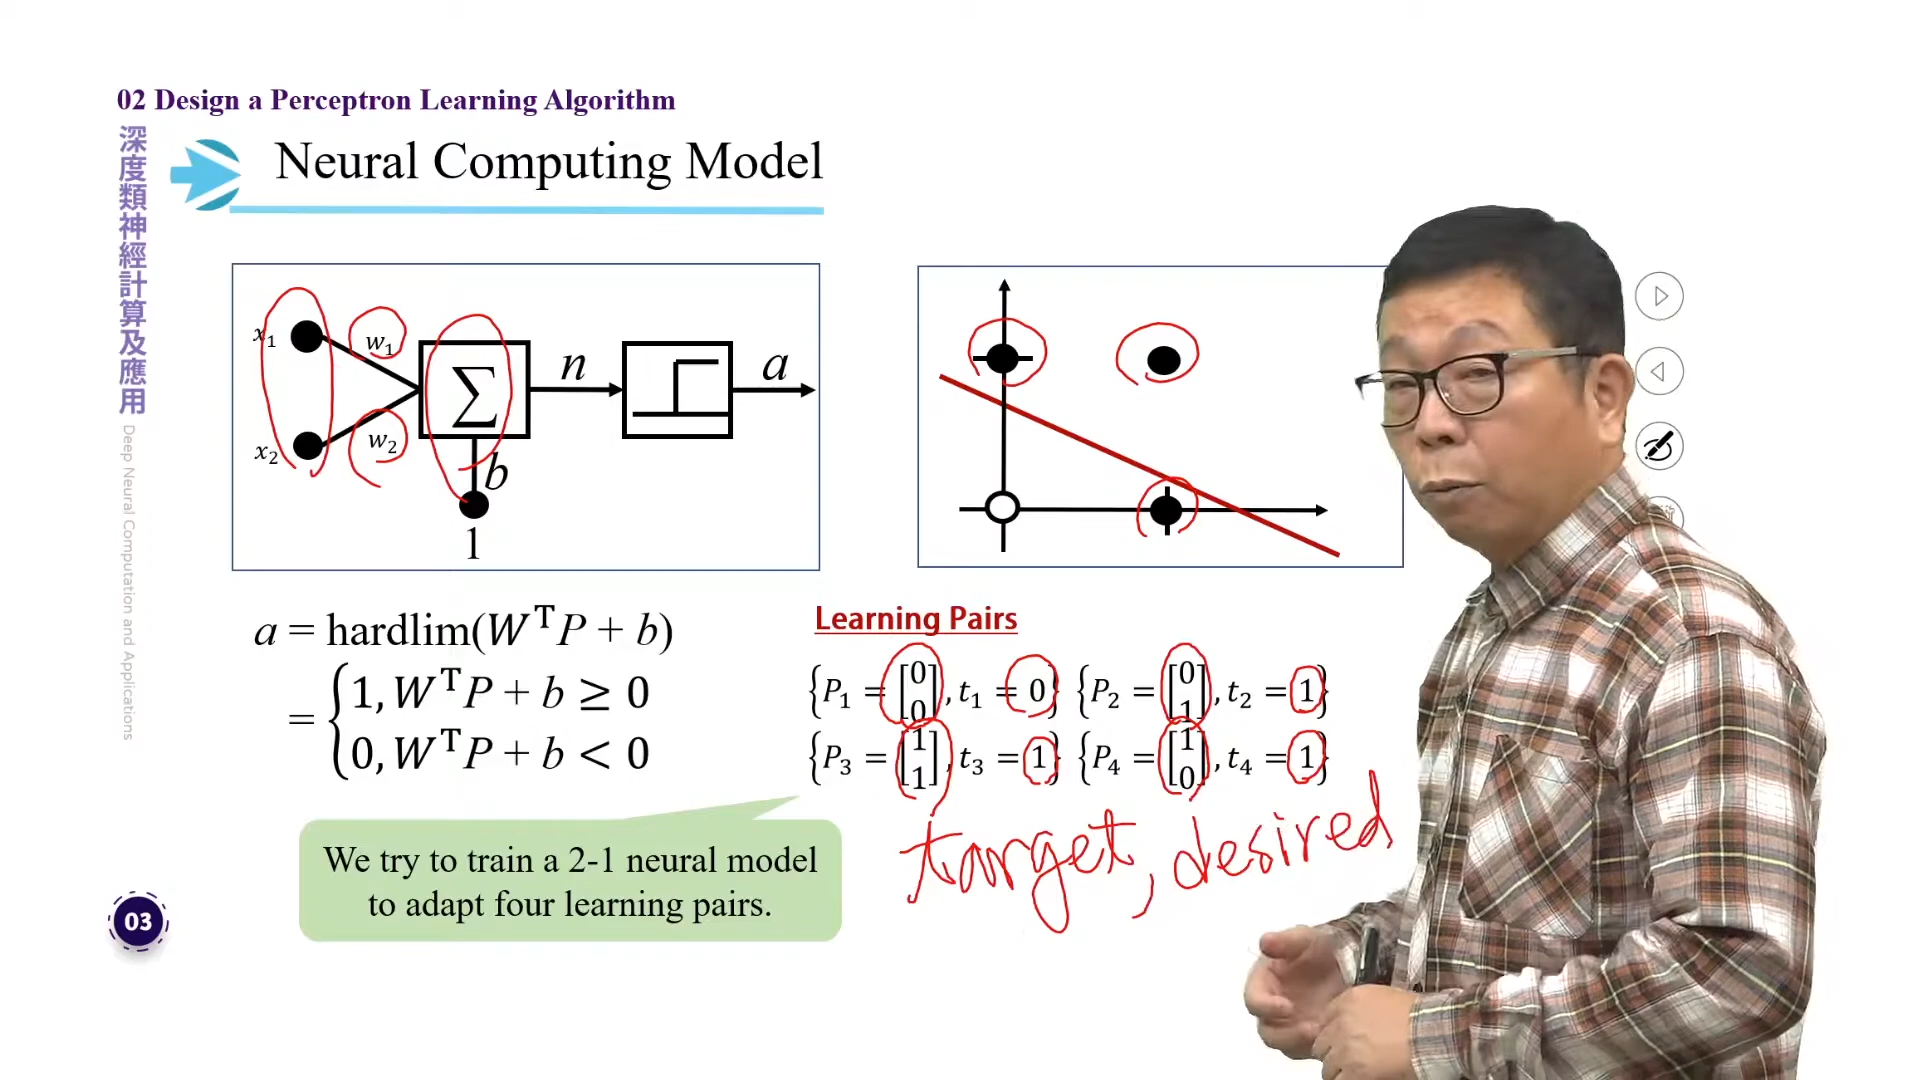 02 Design a Perceptron Learning Algorithm
深度類神經計算及應用
Deep Neural Computation and Applications
Neural Computing Model
x₁
w₁
x₂
w₂
∑
b
1
n
a
a = hardlim(WᵀP + b)
= {1, WᵀP + b ≥ 0
0, WᵀP + b < 0
Learning Pairs
{P₁ = [0 0], t₁ = 0} {P₂ = [0 1], t₂ = 1}
{P₃ = [1 1], t₃ = 1} {P₄ = [1 0], t₄ = 1}
target, desired
We try to train a 2-1 neural model
to adapt four learning pairs.
03